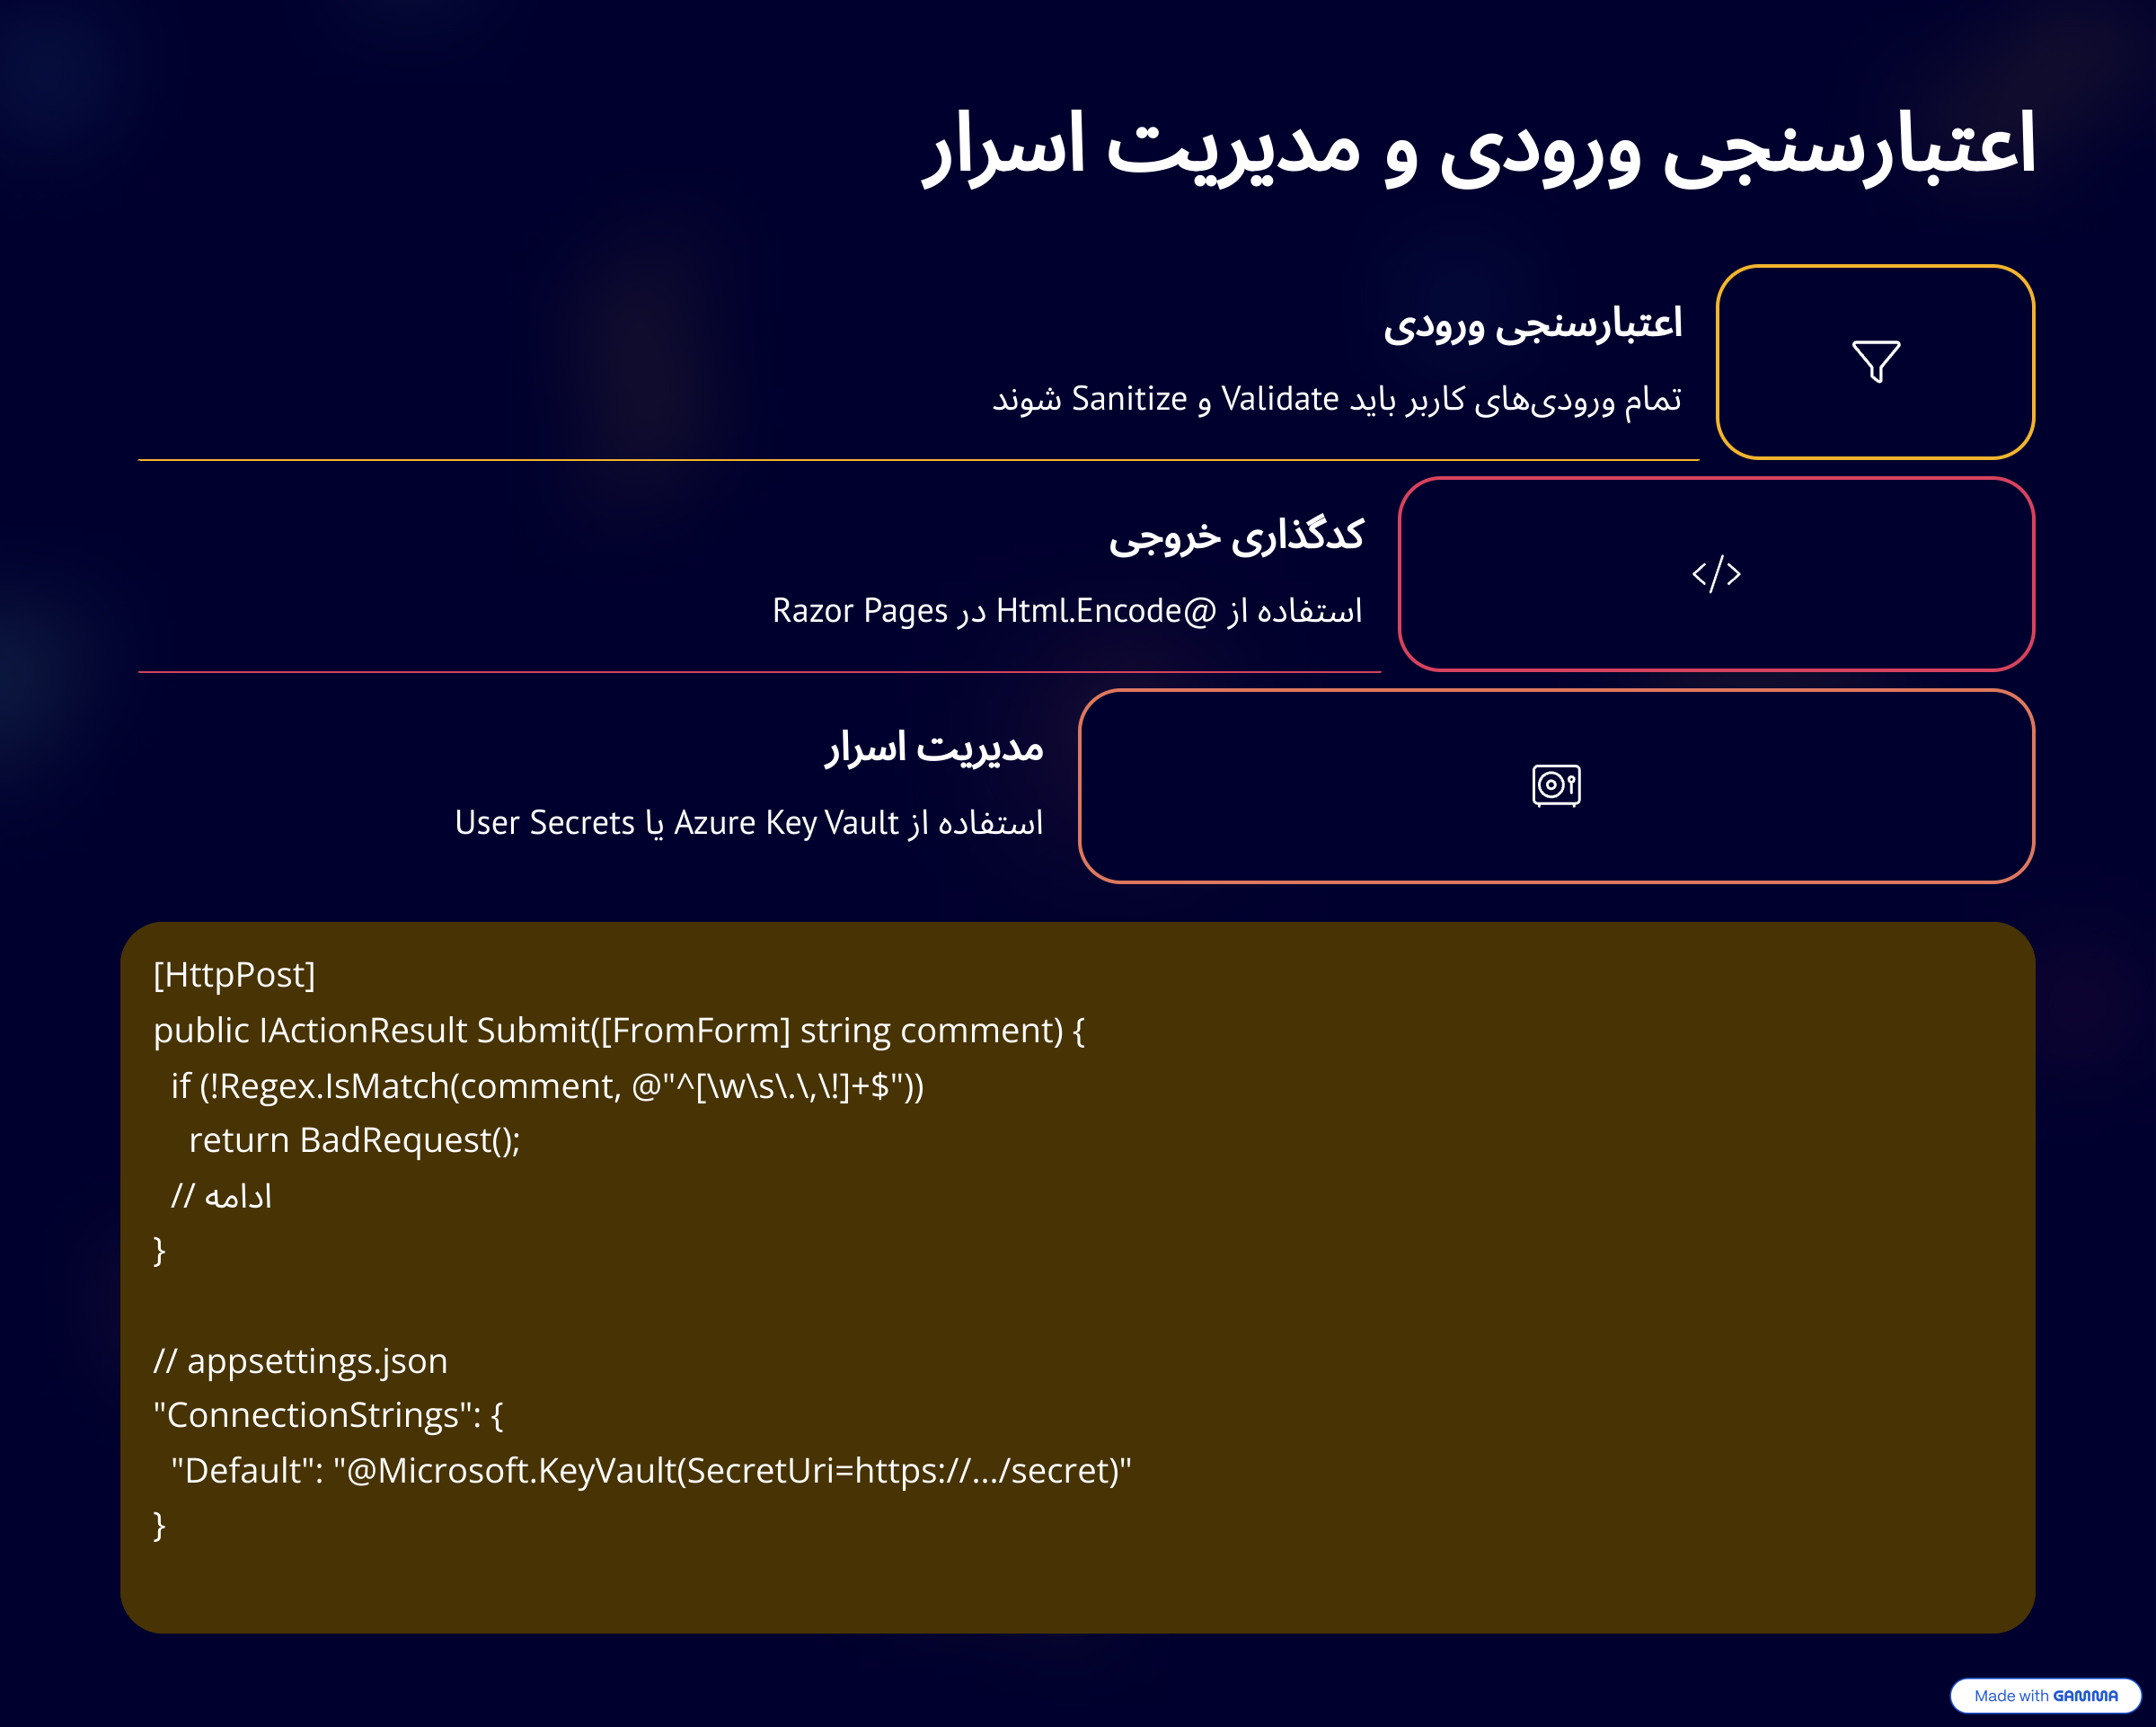 اعتبارسنجی ورودی و مدیریت اسرار
اعتبارسنجی ورودی
تمام ورودی‌های کاربر باید Validate و Sanitize شوند
کدگذاری خروجی
استفاده از @Html.Encode در Razor Pages
مدیریت اسرار
استفاده از Azure Key Vault یا User Secrets
[HttpPost]
public IActionResult Submit([FromForm] string comment) {
  if (!Regex.IsMatch(comment, @"^[\w\s\.\,\!]+$"))
    return BadRequest();
  // ادامه
}
// appsettings.json
"ConnectionStrings": {
  "Default": "@Microsoft.KeyVault(SecretUri=https://.../secret)"
}
Made with GAMMA